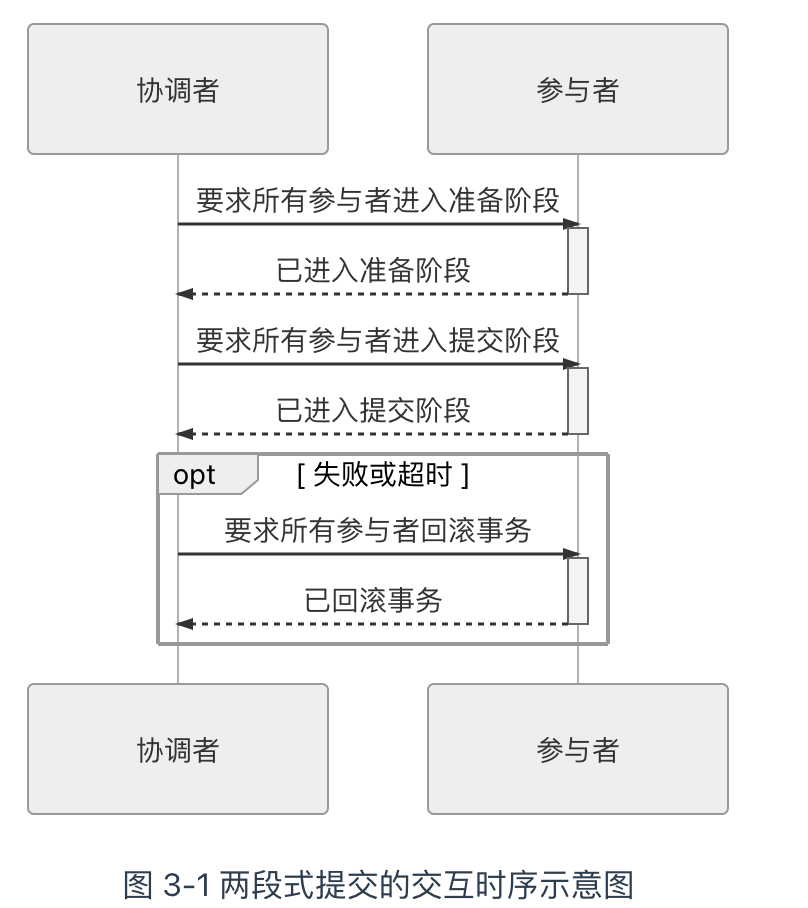 协调者
参与者
要求所有参与者进入准备阶段
已进入准备阶段
要求所有参与者进入提交阶段
已进入提交阶段
opt
[ 失败或超时 ]
要求所有参与者回滚事务
已回滚事务
协调者
参与者
图 3-1 两段式提交的交互时序示意图